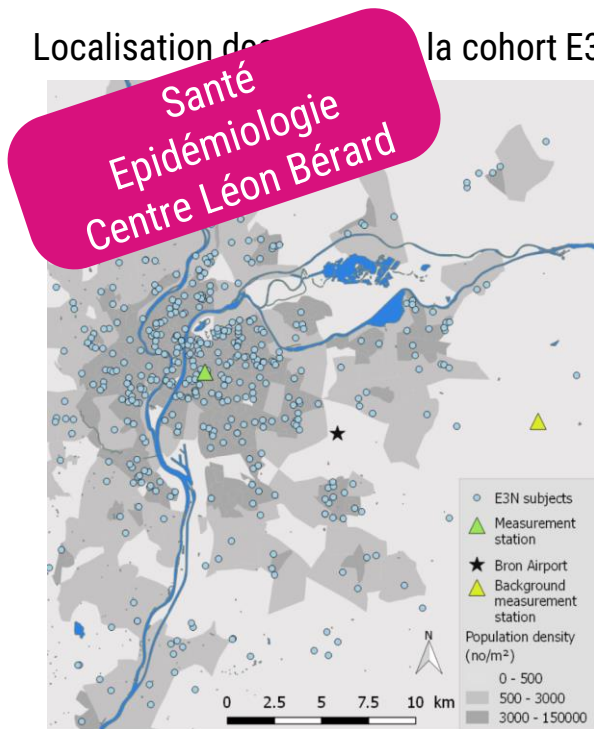 Localisation des la cohort E3
Santé
Epidémiologie
Centre Léon Bérard
E3N subjects
Measurement
station
Bron Airport
Background
measurement
station
Population density
(no/m²)
0 - 500
500 - 3000
3000 - 150000
N
0 2.5 5 7.5 10 km